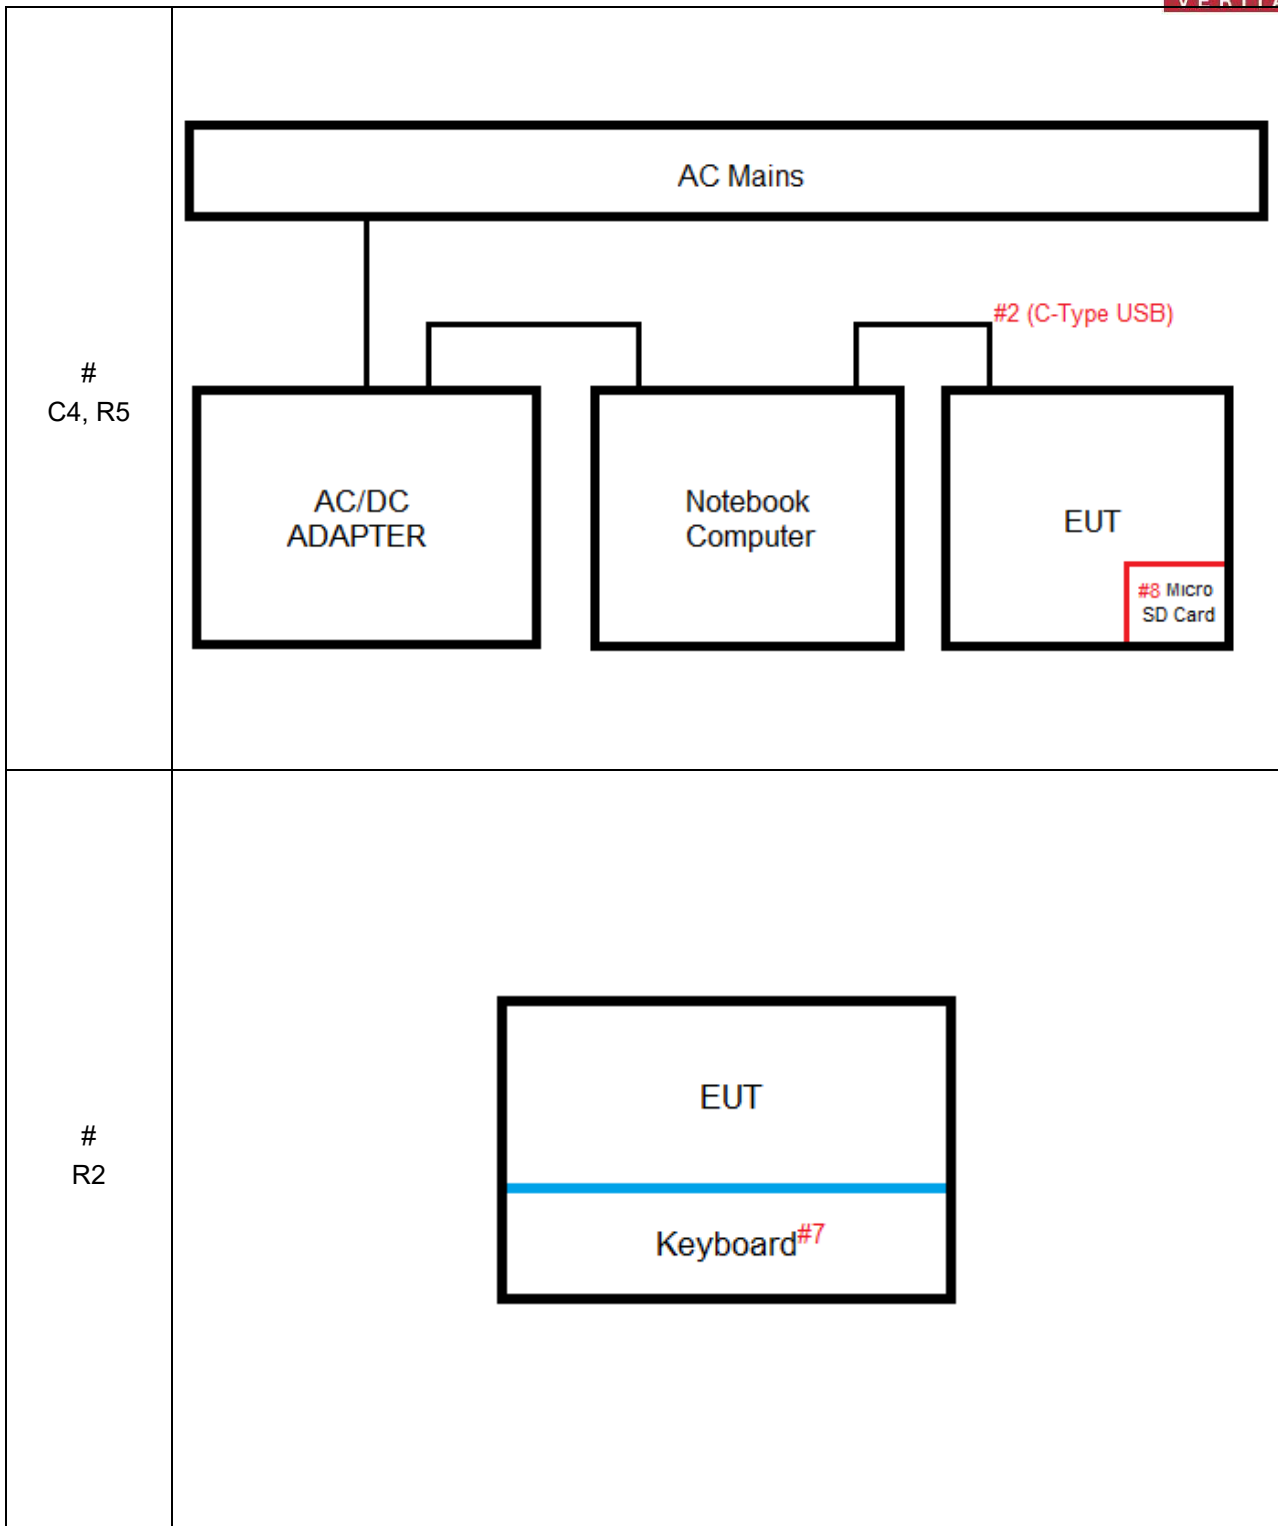 #
C4, R5
AC Mains
#2 (C-Type USB)
AC/DC
ADAPTER
Notebook
Computer
EUT
#8 Micro
SD Card
#
R2
EUT
Keyboard#7